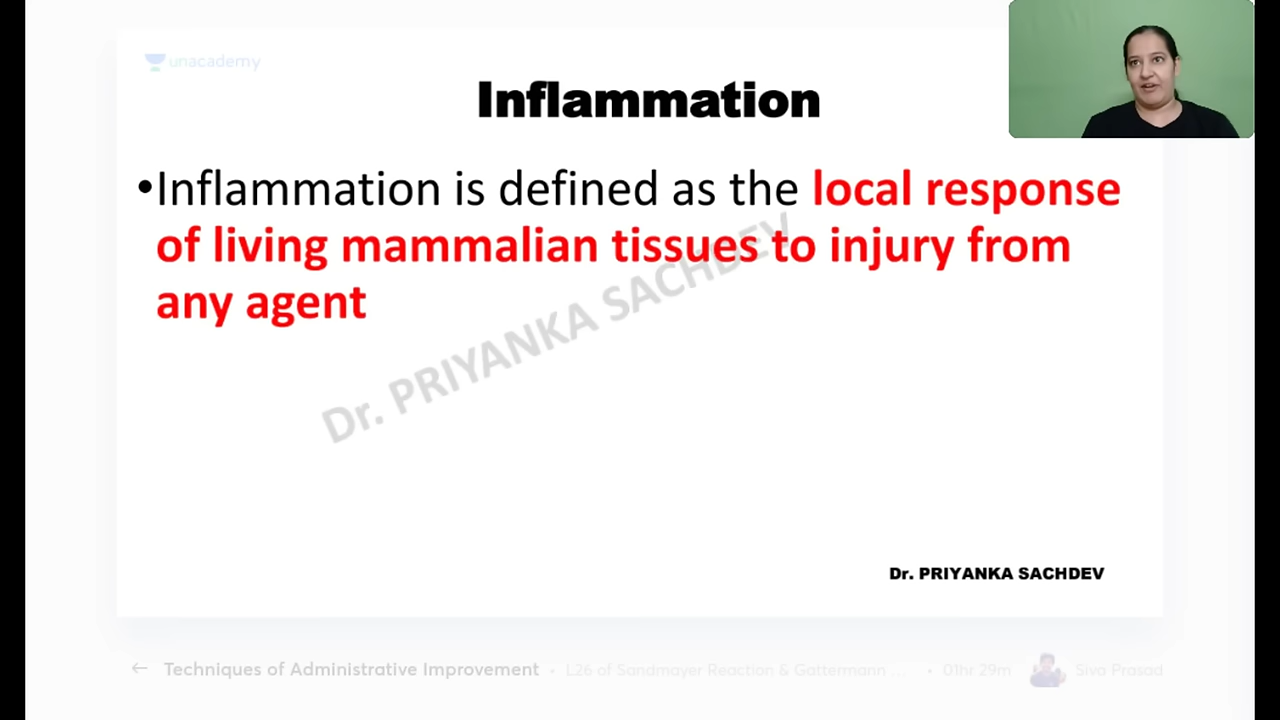 unacademy
Inflammation
•Inflammation is defined as the local response
of living mammalian tissues to injury from
any agent
Dr. PRIYANKA SACHDEV
Dr. PRIYANKA SACHDEV
← Techniques of Administrative Improvement • L26 of Sandmayer Reaction & Gattermann ... • 01hr 29m Siva Prasad